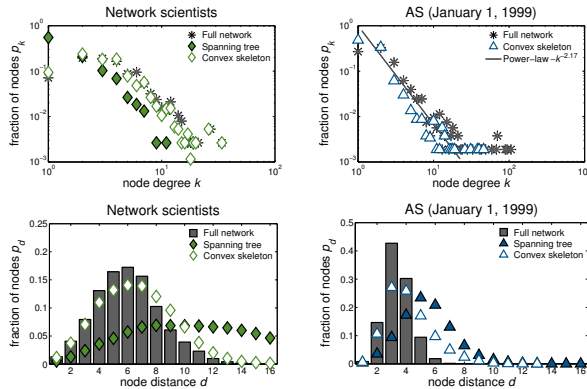 Network scientists
fraction of nodes p_k
10^0
10^-1
10^-2
10^-3
10^0 10^1 10^2
node degree k
Full network
Spanning tree
Convex skeleton
AS (January 1, 1999)
fraction of nodes p_k
10^0
10^-1
10^-2
10^-3
10^0 10^1 10^2
node degree k
Full network
Convex skeleton
Power-law-k^-2.17
Network scientists
fraction of nodes p_d
0.25
0.2
0.15
0.1
0.05
0
2 4 6 8 10 12 14 16
node distance d
Full network
Spanning tree
Convex skeleton
AS (January 1, 1999)
fraction of nodes p_d
0.5
0.4
0.3
0.2
0.1
0.0
2 4 6 8 10 12 14 16
node distance d
Full network
Spanning tree
Convex skeleton